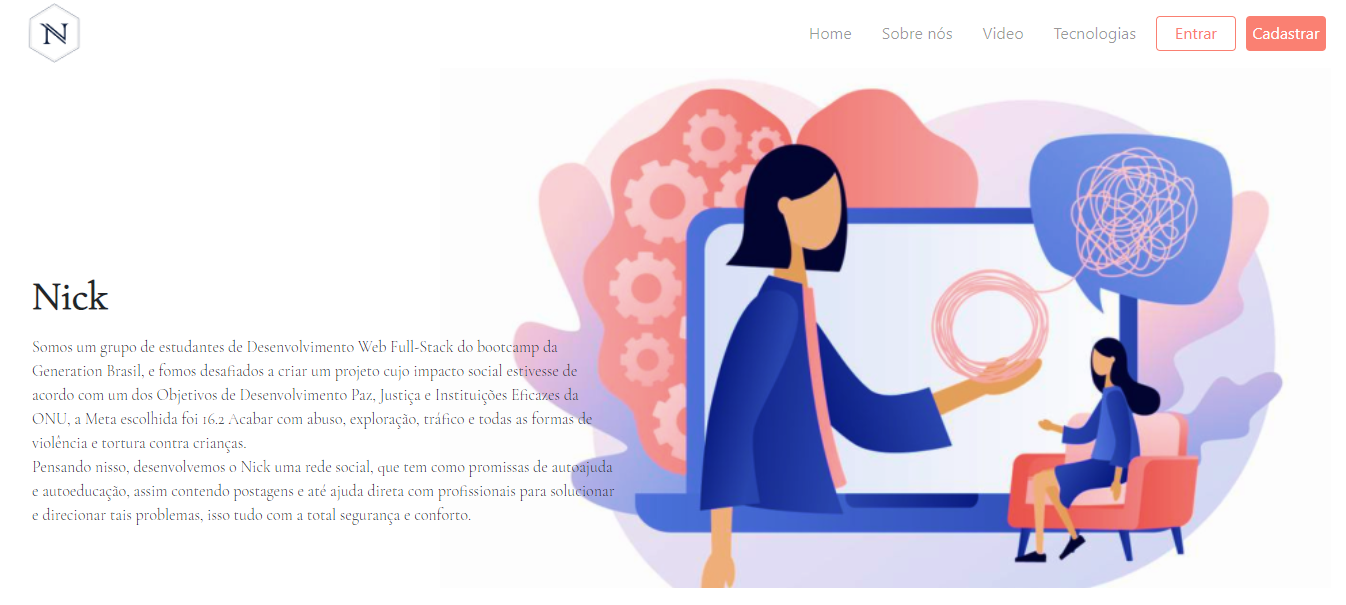 N
Home Sobre nós Video Tecnologias Entrar Cadastrar
Nick
Somos um grupo de estudantes de Desenvolvimento Web Full-Stack do bootcamp da
Generation Brasil, e fomos desafiados a criar um projeto cujo impacto social estivesse de
acordo com um dos Objetivos de Desenvolvimento Paz, Justiça e Instituições Eficazes da
ONU, a Meta escolhida foi 16.2 Acabar com abuso, exploração, tráfico e todas as formas de
violência e tortura contra crianças.
Pensando nisso, desenvolvemos o Nick uma rede social, que tem como promissas de autoajuda
e autoeducação, assim contendo postagens e até ajuda direta com profissionais para solucionar
e direcionar tais problemas, isso tudo com a total segurança e conforto.